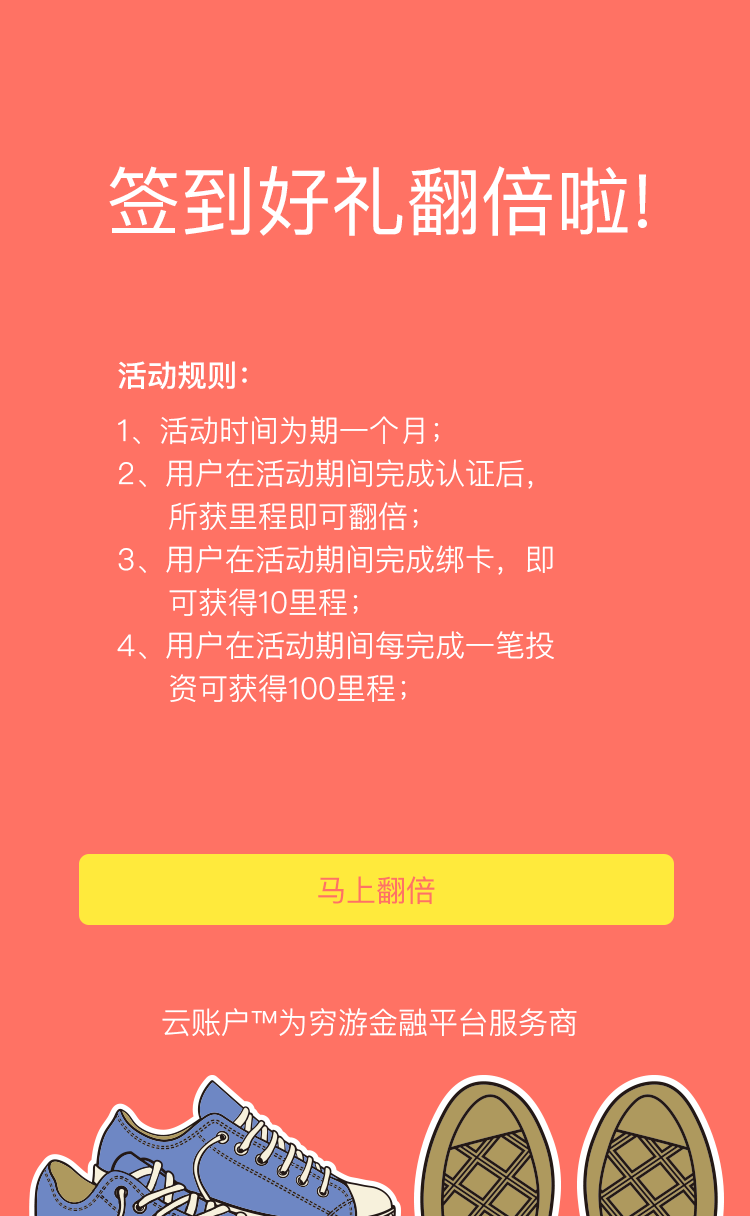 签到好礼翻倍啦!
活动规则：
1、活动时间为期一个月；
2、用户在活动期间完成认证后，
所获里程即可翻倍；
3、用户在活动期间完成绑卡，即
可获得10里程；
4、用户在活动期间每完成一笔投
资可获得100里程；
马上翻倍
云账户™为穷游金融平台服务商